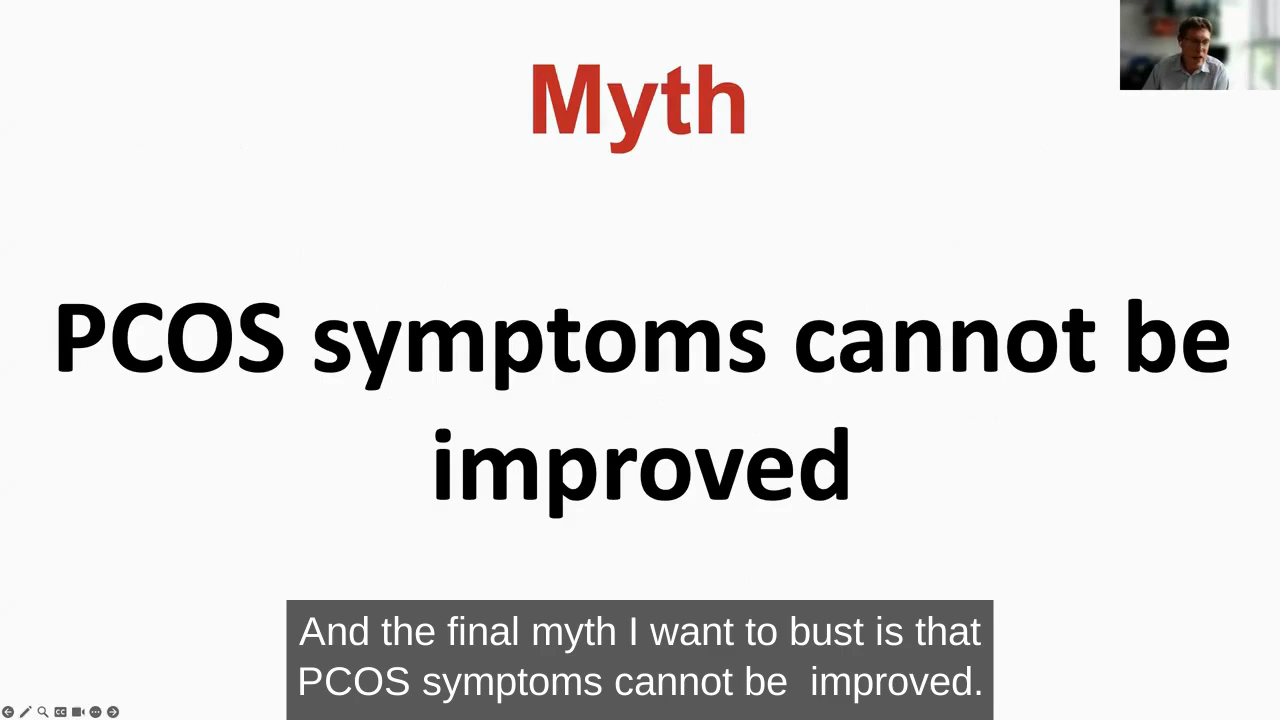 Myth
PCOS symptoms cannot be
improved
And the final myth I want to bust is that
PCOS symptoms cannot be  improved.